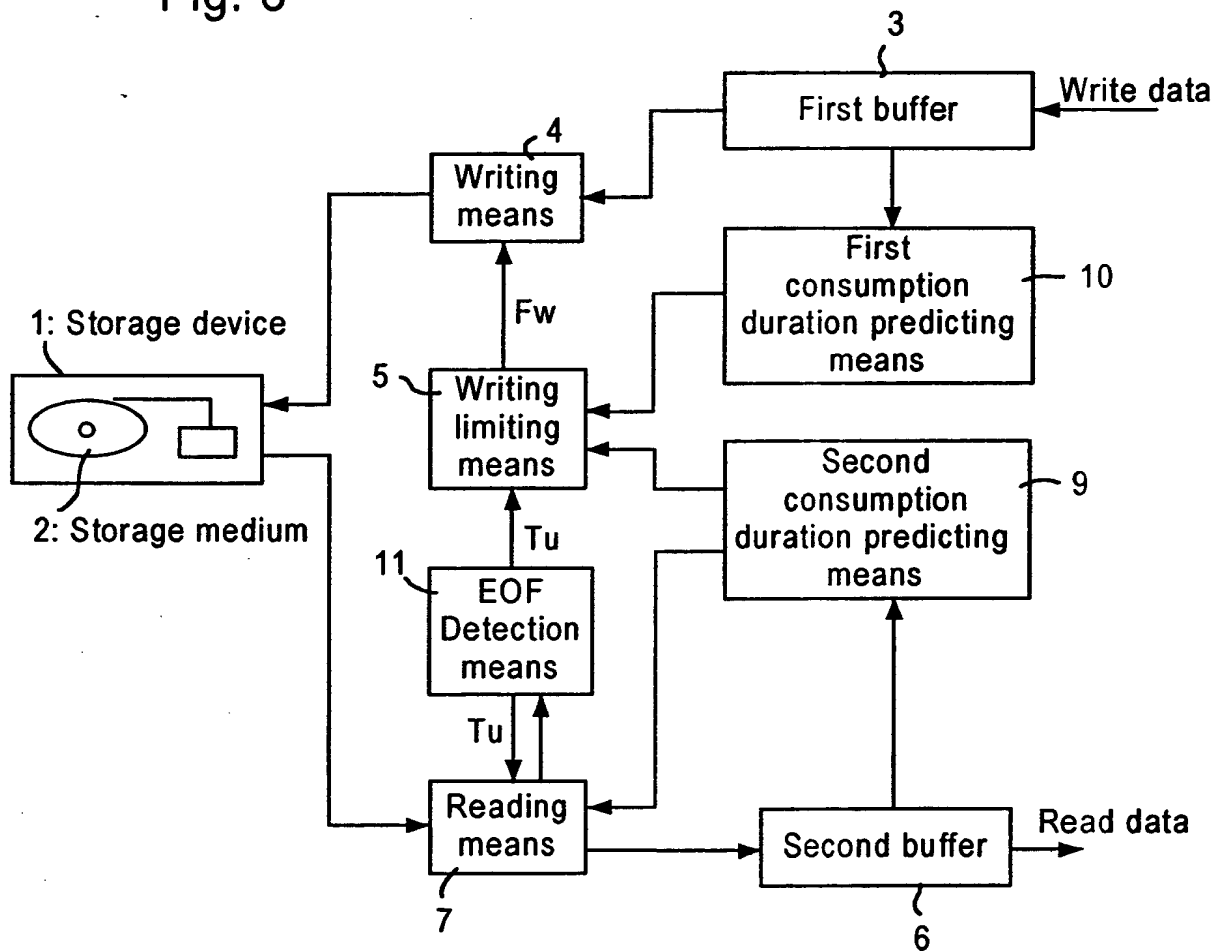 Fig.
3
First buffer
Write data
4
Writing
means
First
consumption
duration predicting
means
10
Fw
1: Storage device
5
Writing
limiting
means
Second
consumption
duration predicting
means
9
2: Storage medium
Tu
11
EOF
Detection
means
Tu
Reading
means
7
Second buffer
Read data
6